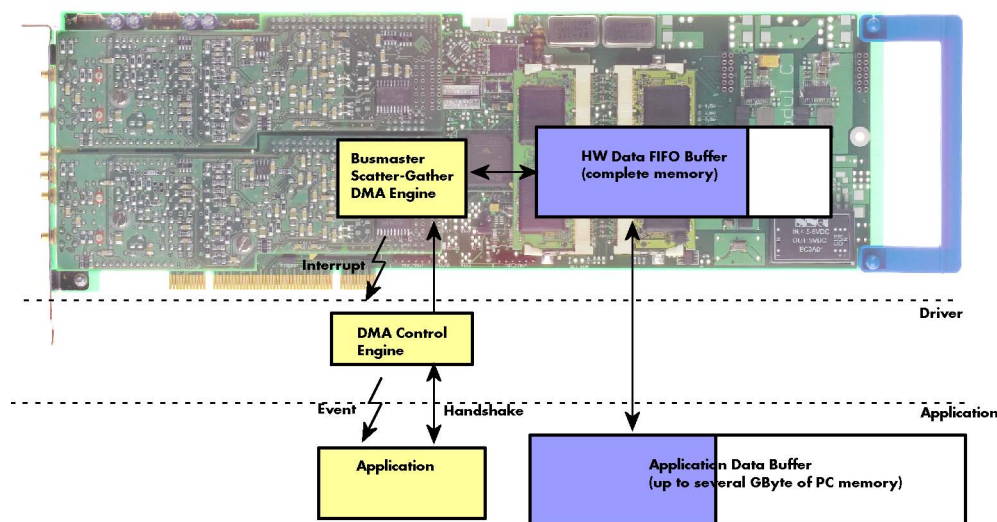 Busmaster
Scatter-Gather
DMA Engine
HW Data FIFO Buffer
(complete memory)
Interrupt
Driver
DMA Control
Engine
Event
Handshake
Application
Application
Application Data Buffer
(up to several GByte of PC memory)